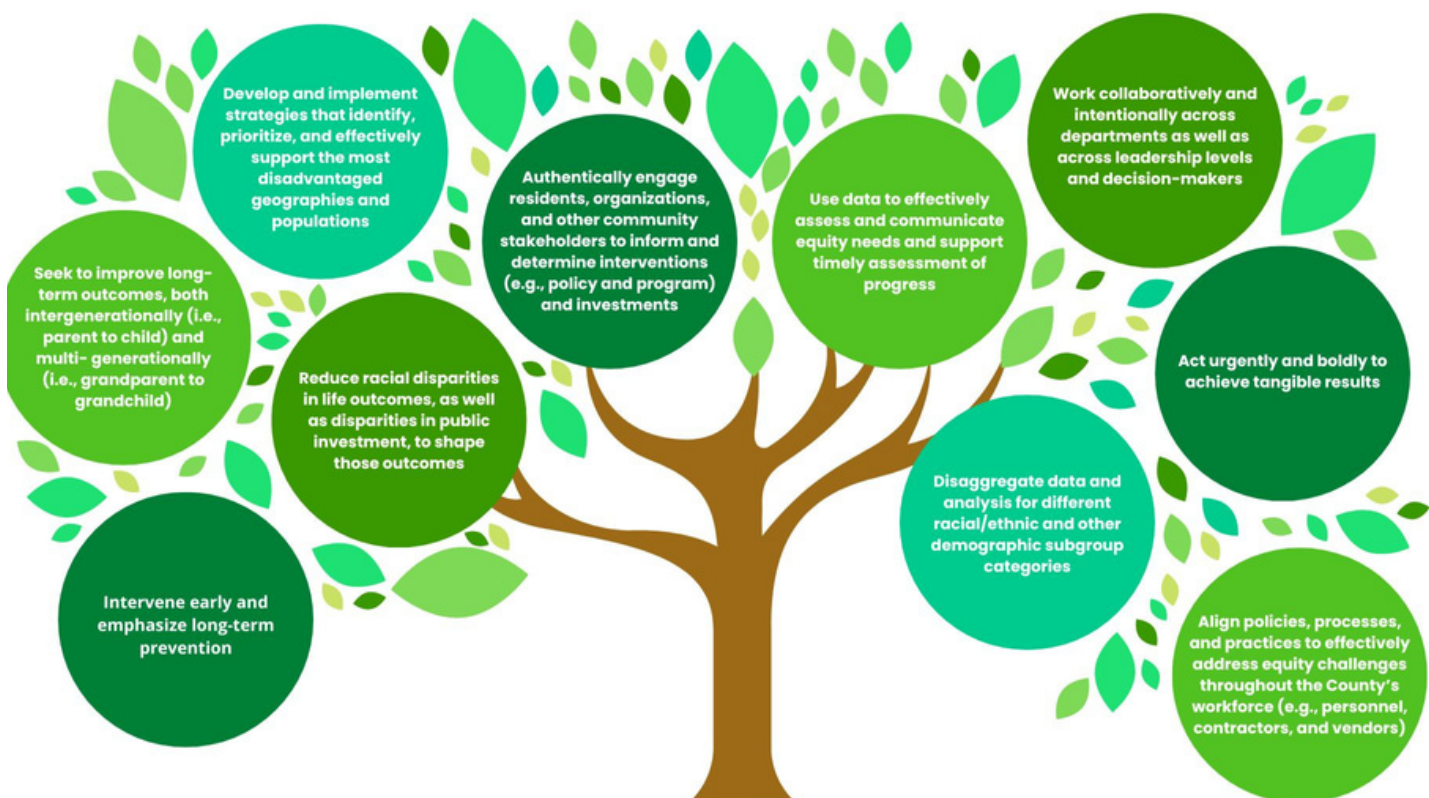 Develop and implement
strategies that identify,
prioritize, and effectively
support the most
disadvantaged
geographies and
populations
Authentically engage
residents, organizations,
and other community
stakeholders to inform and
determine interventions
(e.g., policy and program)
and investments
Use data to effectively
assess and communicate
equity needs and support
timely assessment of
progress
Work collaboratively and
intentionally across
departments as well as
across leadership levels
and decision-makers
Seek to improve long-
term outcomes, both
intergenerationally (i.e.,
parent to child) and
multi- generationally
(i.e., grandparent to
grandchild)
Reduce racial disparities
in life outcomes, as well
as disparities in public
investment, to shape
those outcomes
Act urgently and boldly to
achieve tangible results
Disaggregate data and
analysis for different
racial/ethnic and other
demographic subgroup
categories
Intervene early and
emphasize long-term
prevention
Align policies, processes,
and practices to effectively
address equity challenges
throughout the County's
workforce (e.g., personnel,
contractors, and vendors)